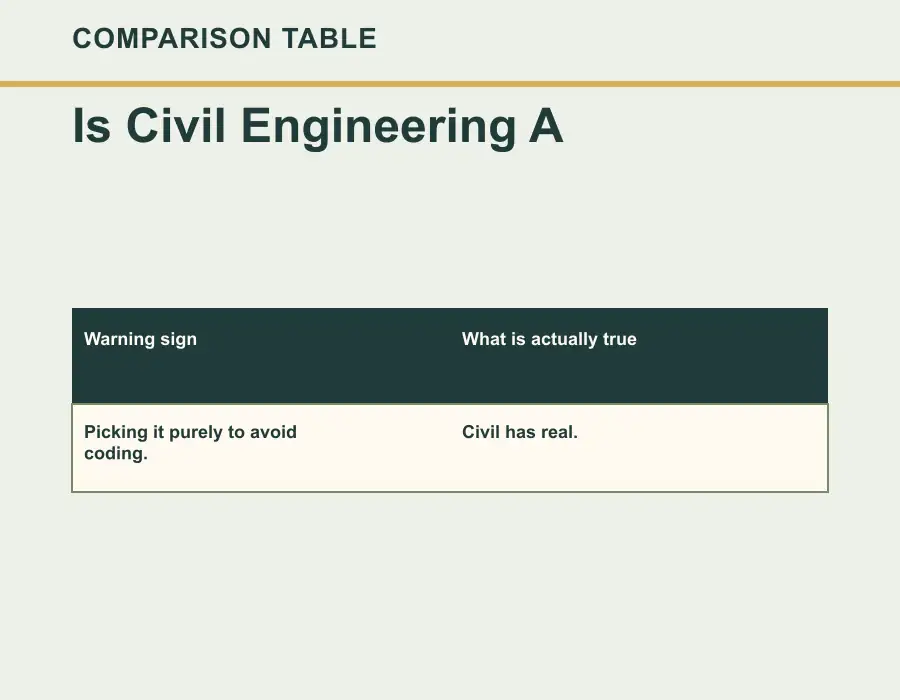 COMPARISON TABLE
Is Civil Engineering A
Warning sign
What is actually true
Picking it purely to avoid
coding.
Civil has real.